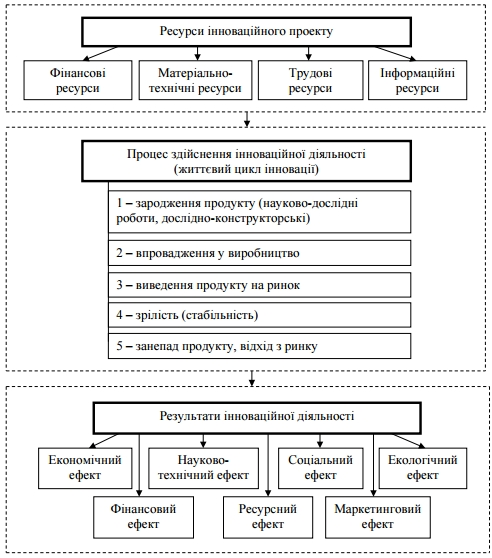 Ресурси інноваційного проекту
Фінансові
ресурси
Матеріально-
технічні ресурси
Трудові
ресурси
Інформаційні
ресурси
Процес здійснення інноваційної діяльності
(життєвий цикл інновації)
1 – зародження продукту (науково-дослідні
роботи, дослідно-конструкторські)
2 – впровадження у виробництво
3 – виведення продукту на ринок
4 – зрілість (стабільність)
5 – занепад продукту, відхід з ринку
Результати інноваційної діяльності
Економічний
ефект
Науково-
технічний ефект
Соціальний
ефект
Екологічний
ефект
Фінансовий
ефект
Ресурсний
ефект
Маркетинговий
ефект